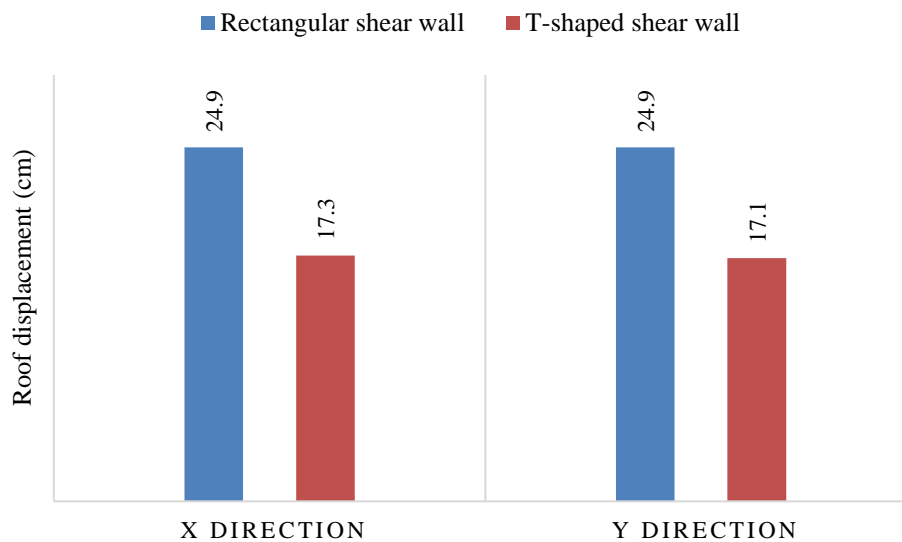 Rectangular shear wall
T-shaped shear wall
Roof displacement (cm)
24.9
17.3
24.9
17.1
X DIRECTION
Y DIRECTION